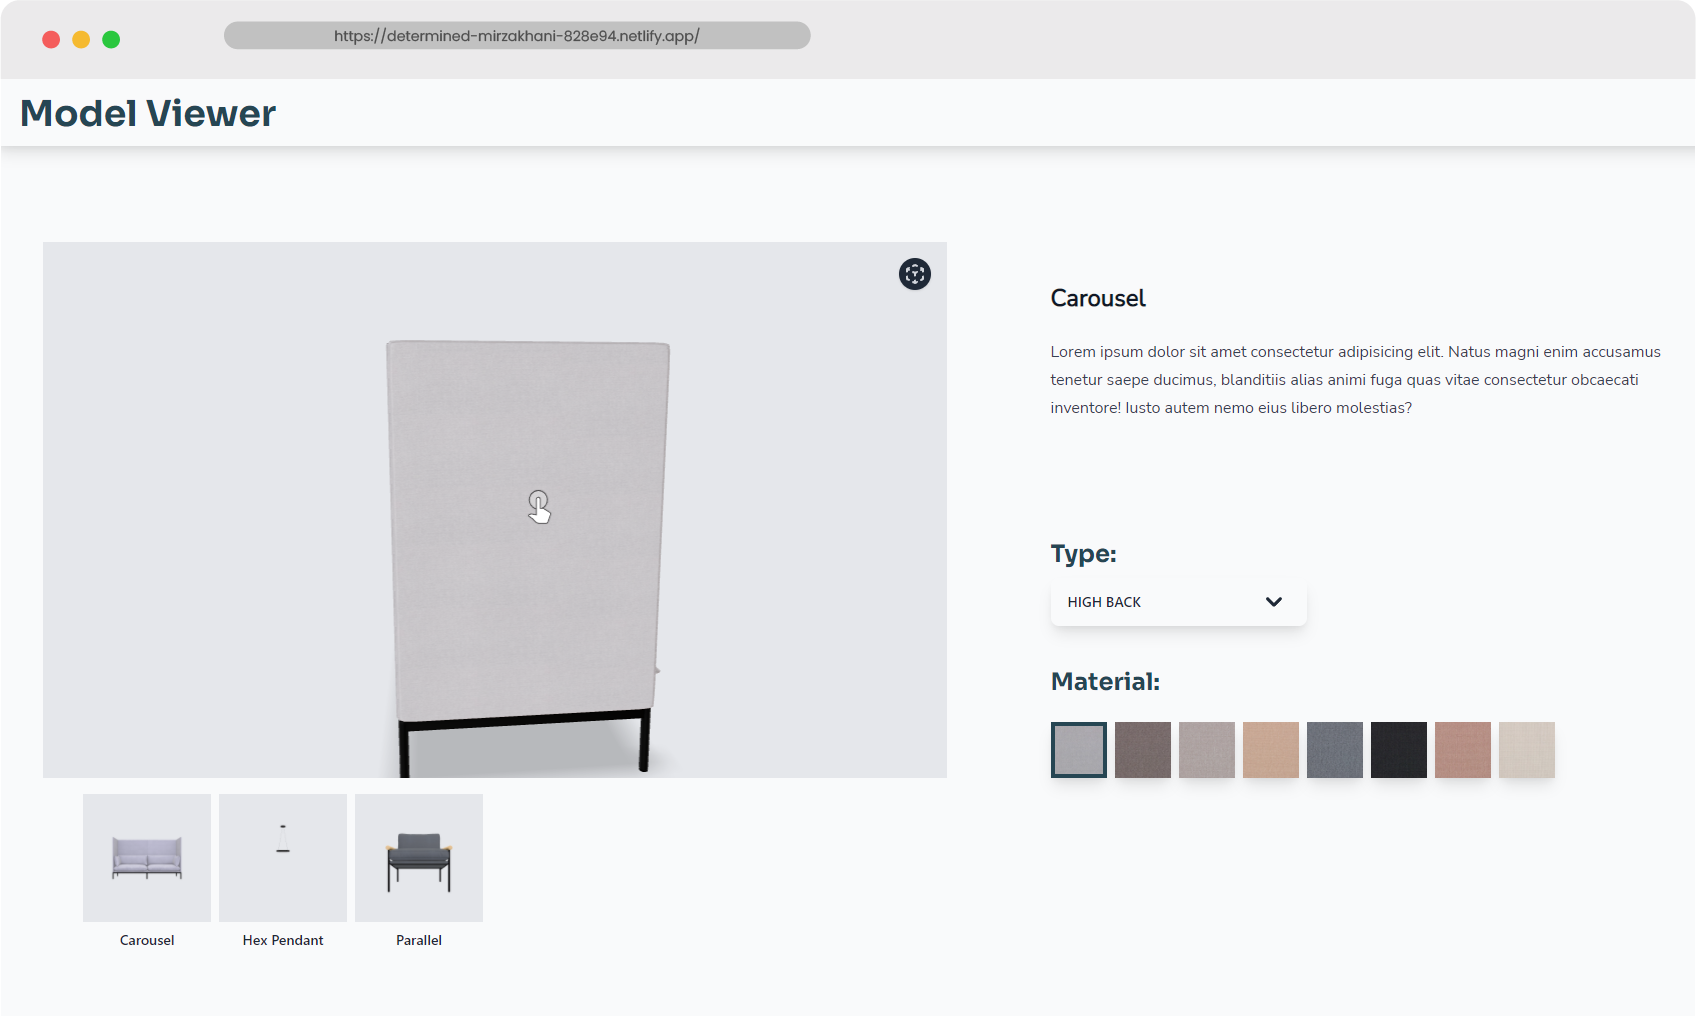 https://determined-mirzakhani-828e94.netlify.app/
Model Viewer
Carousel
Lorem ipsum dolor sit amet consectetur adipisicing elit. Natus magni enim accusamus
tenetur saepe ducimus, blanditiis alias animi fuga quas vitae consectetur obcaecati
inventore! Iusto autem nemo eius libero molestias?
Type:
HIGH BACK
Material:
Carousel
Hex Pendant
Parallel